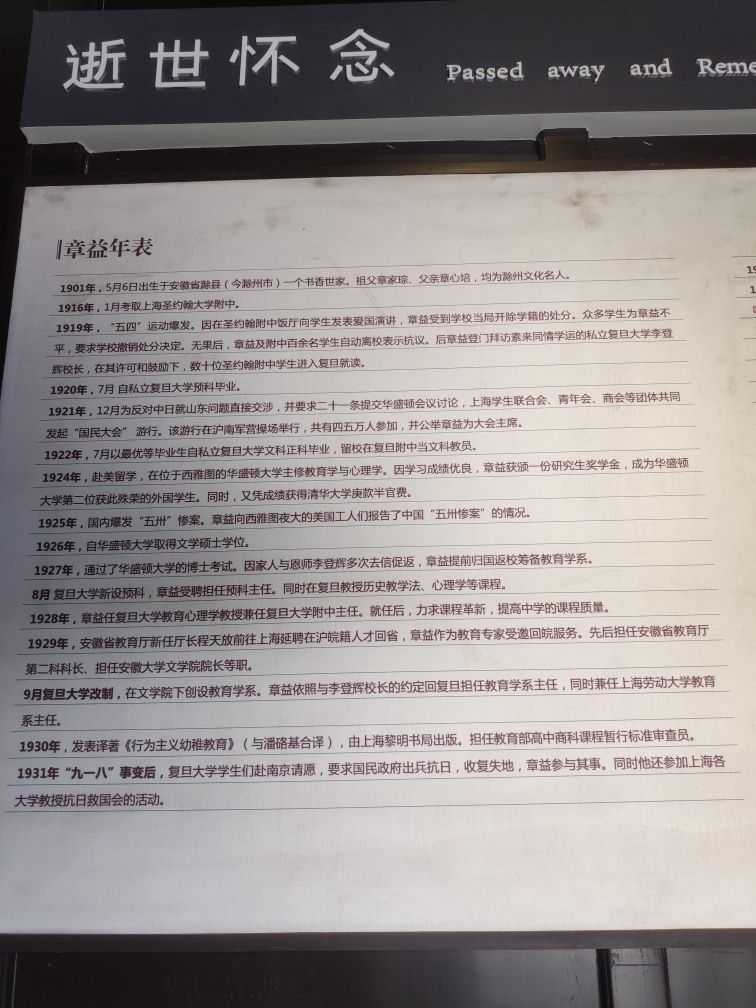 逝世怀念 Passed away and Reme
章益年表
1901年，5月6日出生于安徽省滁县（今滁州市）一个书香世家。祖父章家琮、父亲章心培，均为滁州文化名人。
1916年，1月考取上海圣约翰大学附中。
1919年，“五四”运动爆发。因在圣约翰附中饭厅向学生发表爱国演讲，章益受到学校当局开除学籍的处分。众多学生为章益不
平，要求学校撤销处分决定。无果后，章益及附中百余名学生自动离校表示抗议。后章益登门拜访素来同情学运的私立复旦大学李登
辉校长，在其许可和鼓励下，数十位圣约翰附中学生进入复旦就读。
1920年，7月 自私立复旦大学预科毕业。
1921年，12月为反对中日就山东问题直接交涉，并要求二十一条提交华盛顿会议讨论，上海学生联合会、青年会、商会等团体共同
发起“国民大会” 游行。该游行在沪南军营操场举行，共有四五万人参加，并公举章益为大会主席。
1922年，7月以最优等毕业生自私立复旦大学文科正科毕业，留校在复旦附中当文科教员。
1924年，赴美留学，在位于西雅图的华盛顿大学主修教育学与心理学。因学习成绩优良，章益获颁一份研究生奖学金，成为华盛顿
大学第二位获此殊荣的外国学生。同时，又凭成绩获得清华大学庚款半官费。
1925年，国内爆发“五卅”惨案。章益向西雅图夜大的美国工人们报告了中国“五卅惨案”的情况。
1926年，自华盛顿大学取得文学硕士学位。
1927年，通过了华盛顿大学的博士考试。因家人与恩师李登辉多次去信促返，章益提前归国返校筹备教育学系。
8月 复旦大学新设预科，章益受聘担任预科主任。同时在复旦教授历史教学法、心理学等课程。
1928年，章益任复旦大学教育心理学教授兼任复旦大学附中主任。就任后，力求课程革新，提高中学的课程质量。
1929年，安徽省教育厅新任厅长程天放前往上海延聘在沪皖籍人才回省，章益作为教育专家受邀回皖服务。先后担任安徽省教育厅
第二科科长、担任安徽大学文学院院长等职。
9月复旦大学改制，在文学院下创设教育学系。章益依照与李登辉校长的约定回复旦担任教育学系主任，同时兼任上海劳动大学教育
系主任。
1930年，发表译著《行为主义幼稚教育》（与潘硌基合译），由上海黎明书局出版。担任教育部高中商科课程暂行标准审查员。
1931年“九一八”事变后，复旦大学学生们赴南京请愿，要求国民政府出兵抗日，收复失地，章益参与其事。同时他还参加上海各
大学教授抗日救国会的活动。